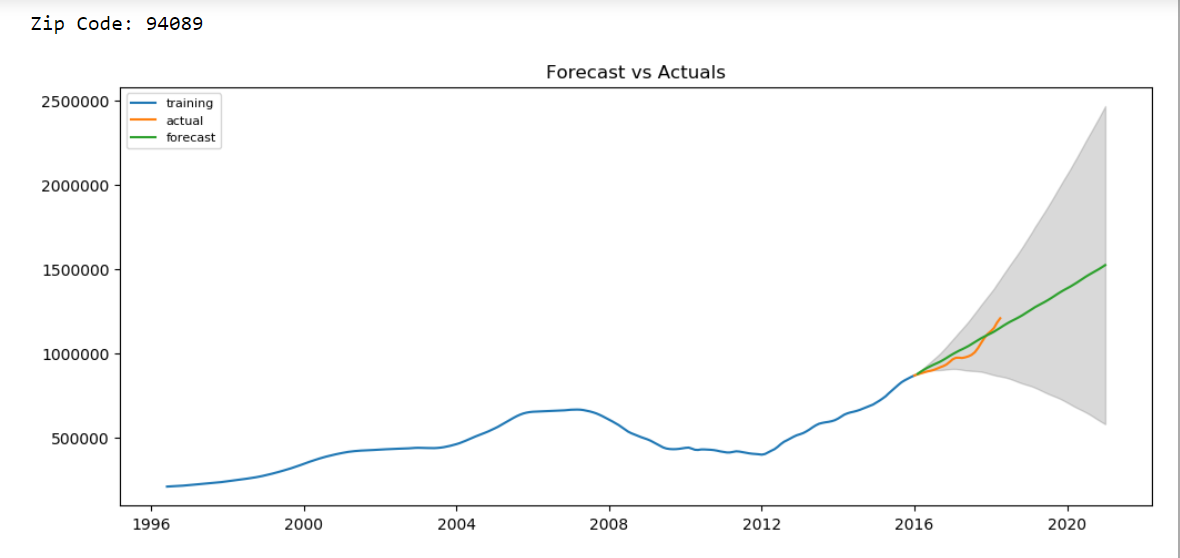 Zip Code: 94089
Forecast vs Actuals
training
actual
forecast
2500000
2000000
1500000
1000000
500000
1996 2000 2004 2008 2012 2016 2020